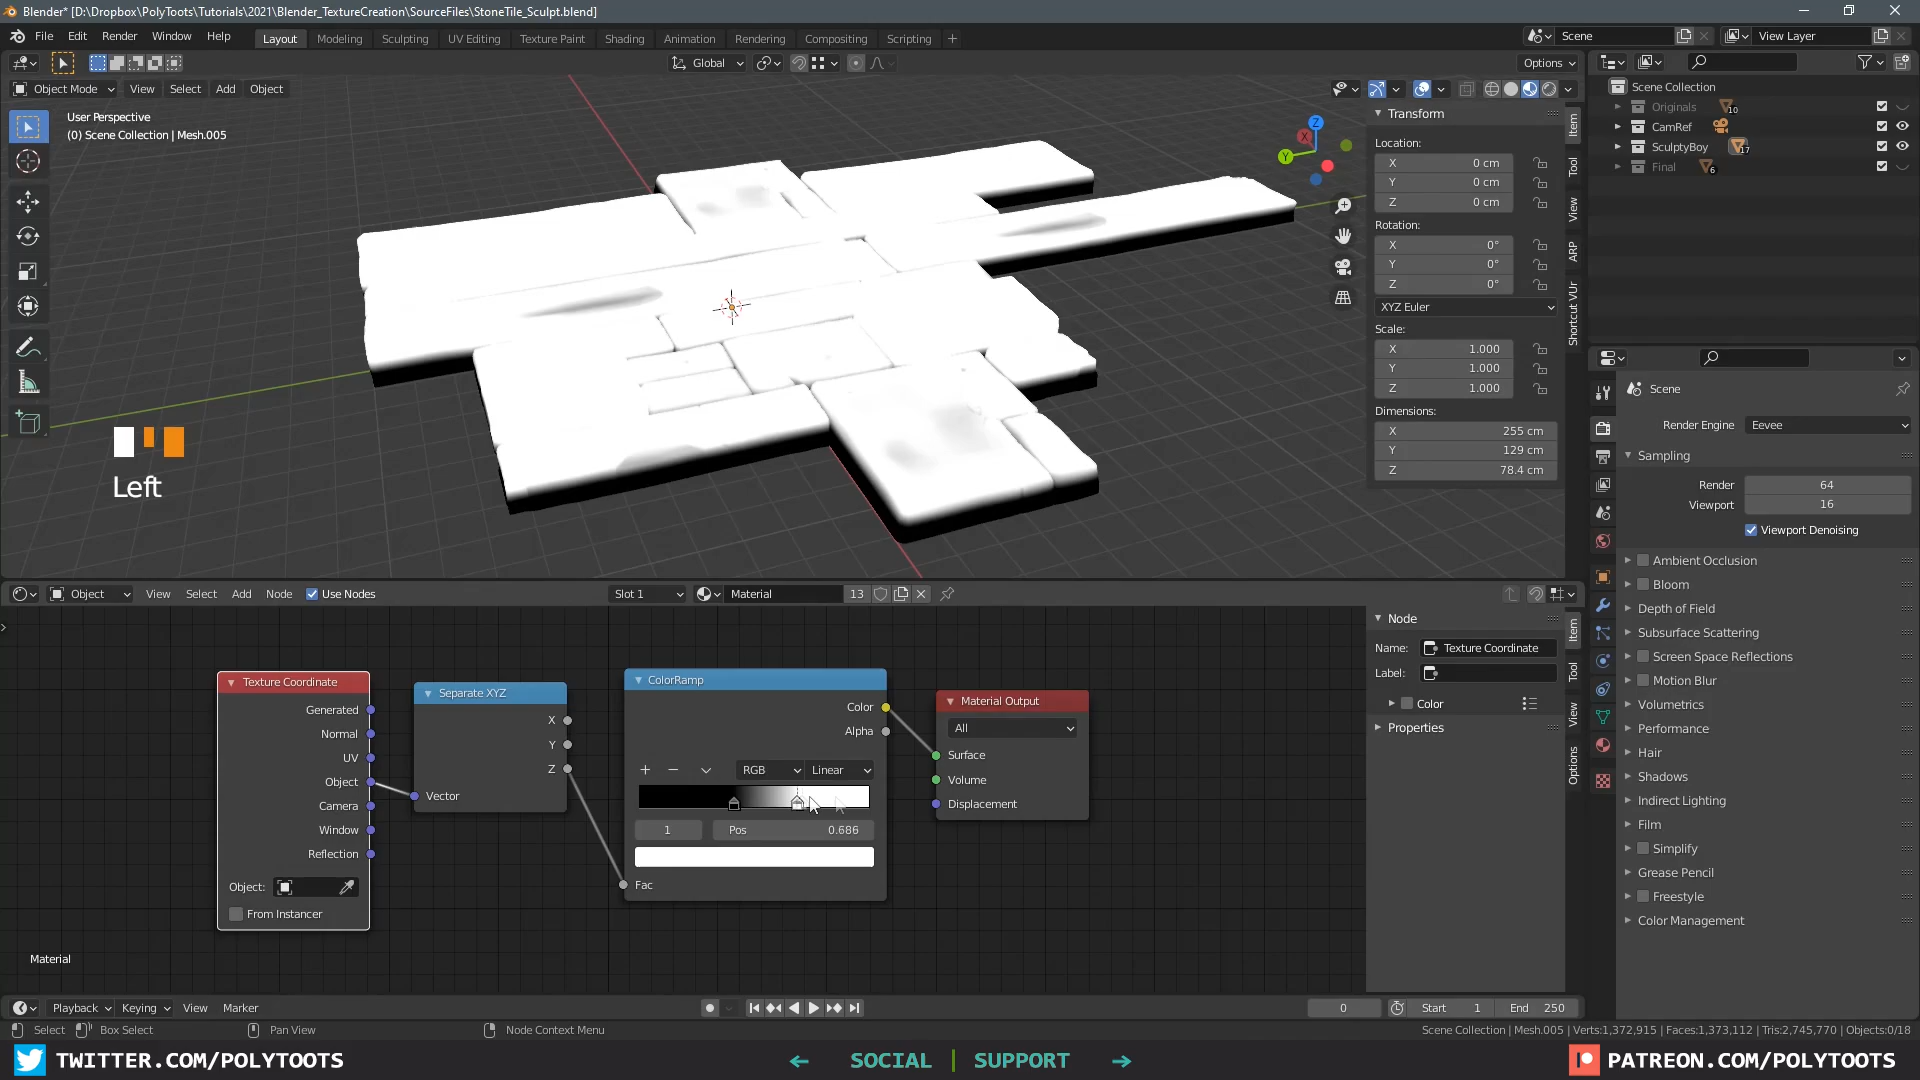 Blender* [D:\Dropbox\PolyToots\Tutorials\2021\Blender_TextureCreation\SourceFiles\StoneTile_Sculpt.blend]
File Edit Render Window Help Layout Modeling Sculpting UV Editing Texture Paint Shading Animation Rendering Compositing Scripting + Scene View Layer
Global Options
Object Mode View Select Add Object
User Perspective
(0) Scene Collection | Mesh.005
Z
X
Y
Left
Transform
Location:
X 0 cm
Y 0 cm
Z 0 cm
Rotation:
X 0°
Y 0°
Z 0°
XYZ Euler
Scale:
X 1.000
Y 1.000
Z 1.000
Dimensions:
X 255 cm
Y 129 cm
Z 78.4 cm
Item
Tool
View
ARP
Shortcut VUr
Scene Collection
Originals 10
CamRef
SculptyBoy 17
Final 6
Scene
Render Engine Eevee
Sampling
Render 64
Viewport 16
Viewport Denoising
Ambient Occlusion
Bloom
Depth of Field
Subsurface Scattering
Screen Space Reflections
Motion Blur
Volumetrics
Performance
Hair
Shadows
Indirect Lighting
Film
Simplify
Grease Pencil
Freestyle
Color Management
Object View Select Add Node Use Nodes Slot 1 Material 13
Texture Coordinate
Generated
Normal
UV
Object
Camera
Window
Reflection
Object:
From Instancer
Separate XYZ
X
Y
Z
Vector
ColorRamp
Color
Alpha
+ − RGB Linear
1 Pos 0.686
Fac
Material Output
All
Surface
Volume
Displacement
Material
Node
Name: Texture Coordinate
Label:
Color
Properties
Item
Tool
View
Options
Playback Keying View Marker 0 Start 1 End 250
Select Box Select Pan View Node Context Menu Scene Collection | Mesh.005 | Verts:1,372,915 | Faces:1,373,112 | Tris:2,745,770 | Objects:0/18
TWITTER.COM/POLYTOOTS ← SOCIAL | SUPPORT → PATREON.COM/POLYTOOTS